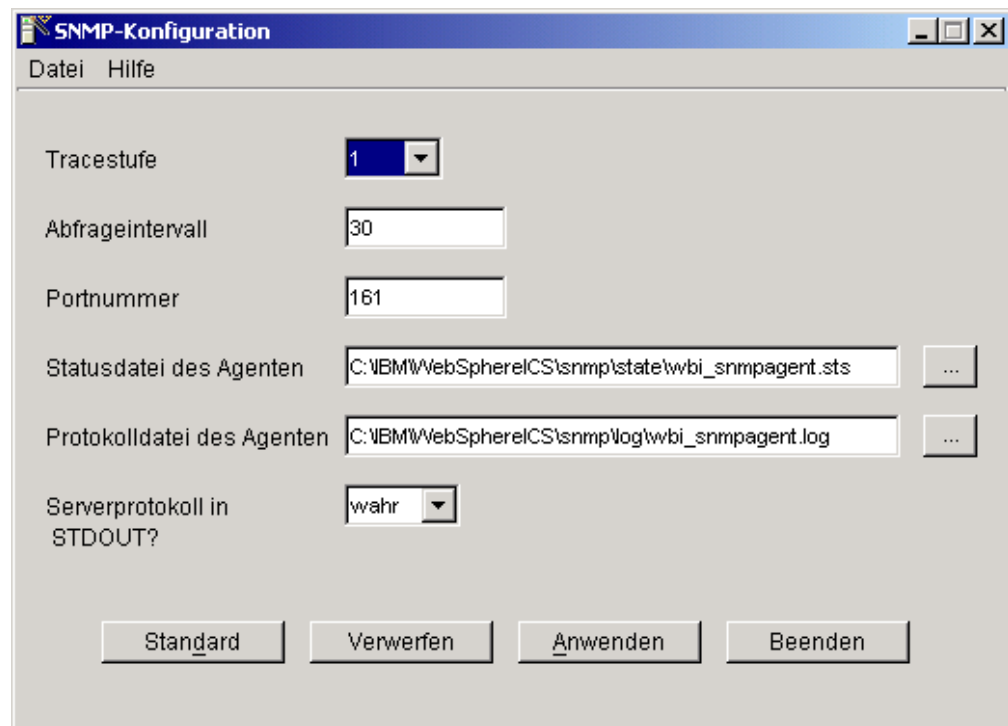 SNMP-Konfiguration
Datei Hilfe
Tracestufe 1
Abfrageintervall 30
Portnummer 161
Statusdatei des Agenten C:\IBM\WebSphereICS\snmp\state\wbi_snmpagent.sts ...
Protokolldatei des Agenten C:\IBM\WebSphereICS\snmp\log\wbi_snmpagent.log ...
Serverprotokoll in wahr
STDOUT?
Standard Verwerfen Anwenden Beenden